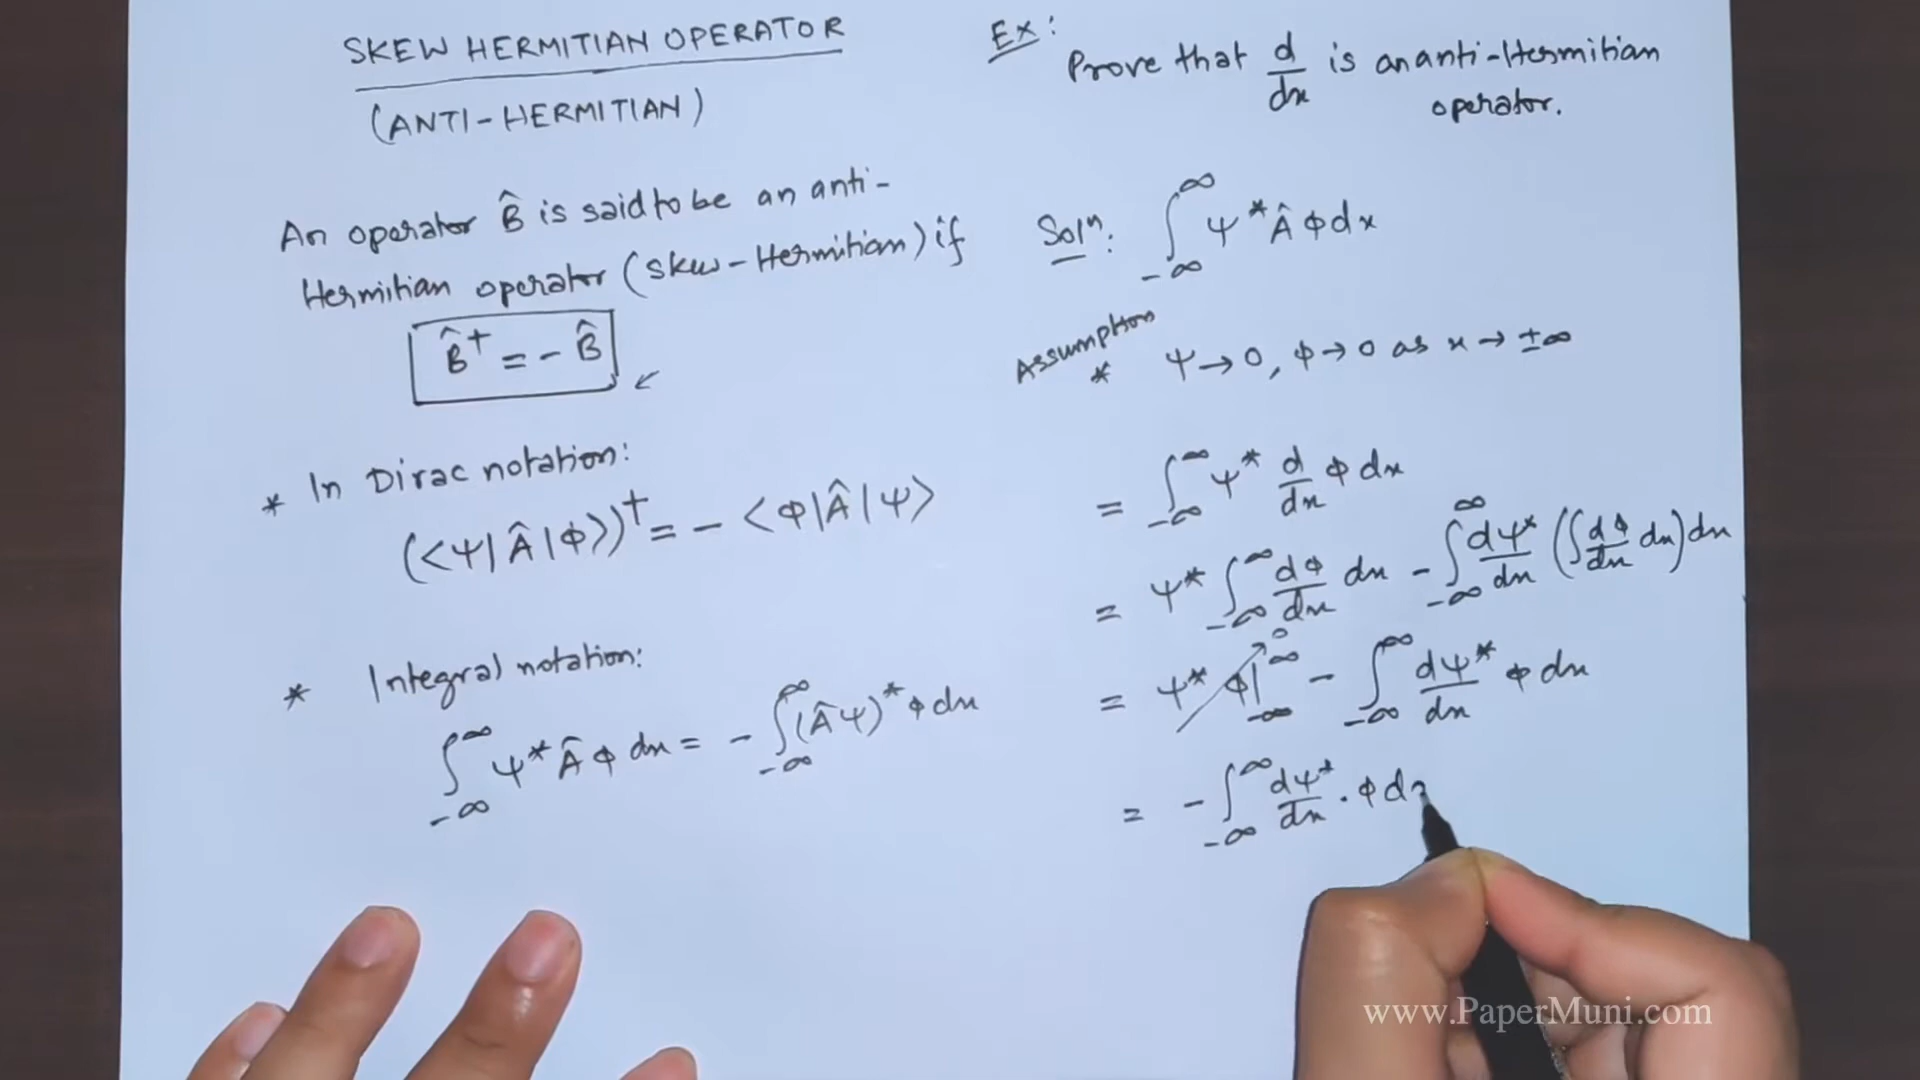 SKEW HERMITIAN OPERATOR
(ANTI-HERMITIAN)
An operator B̂ is said to be an anti-
Hermitian operator (skew-Hermitian) if
B̂† = - B̂
* In Dirac notation:
(<ψ|Â|φ>)† = - <φ|Â|ψ>
* Integral notation:
∫_{-∞}^{∞} ψ* Â φ dx = - ∫_{-∞}^{∞} (Âψ)* φ dx
Ex:
Prove that d/dx is an anti-Hermitian
operator.
Solⁿ: ∫_{-∞}^{∞} ψ* Â φ dx
Assumption
* ψ → 0, φ → 0 as x → ±∞
= ∫_{-∞}^{∞} ψ* d/dx φ dx
= ψ* ∫_{-∞}^{∞} dφ/dx dx - ∫_{-∞}^{∞} dψ*/dx (∫ dφ/dx dx) dx
= ψ* φ|_{-∞}^{∞} → 0 - ∫_{-∞}^{∞} dψ*/dx φ dx
= - ∫_{-∞}^{∞} dψ*/dx . φ dx
www.PaperMuni.com